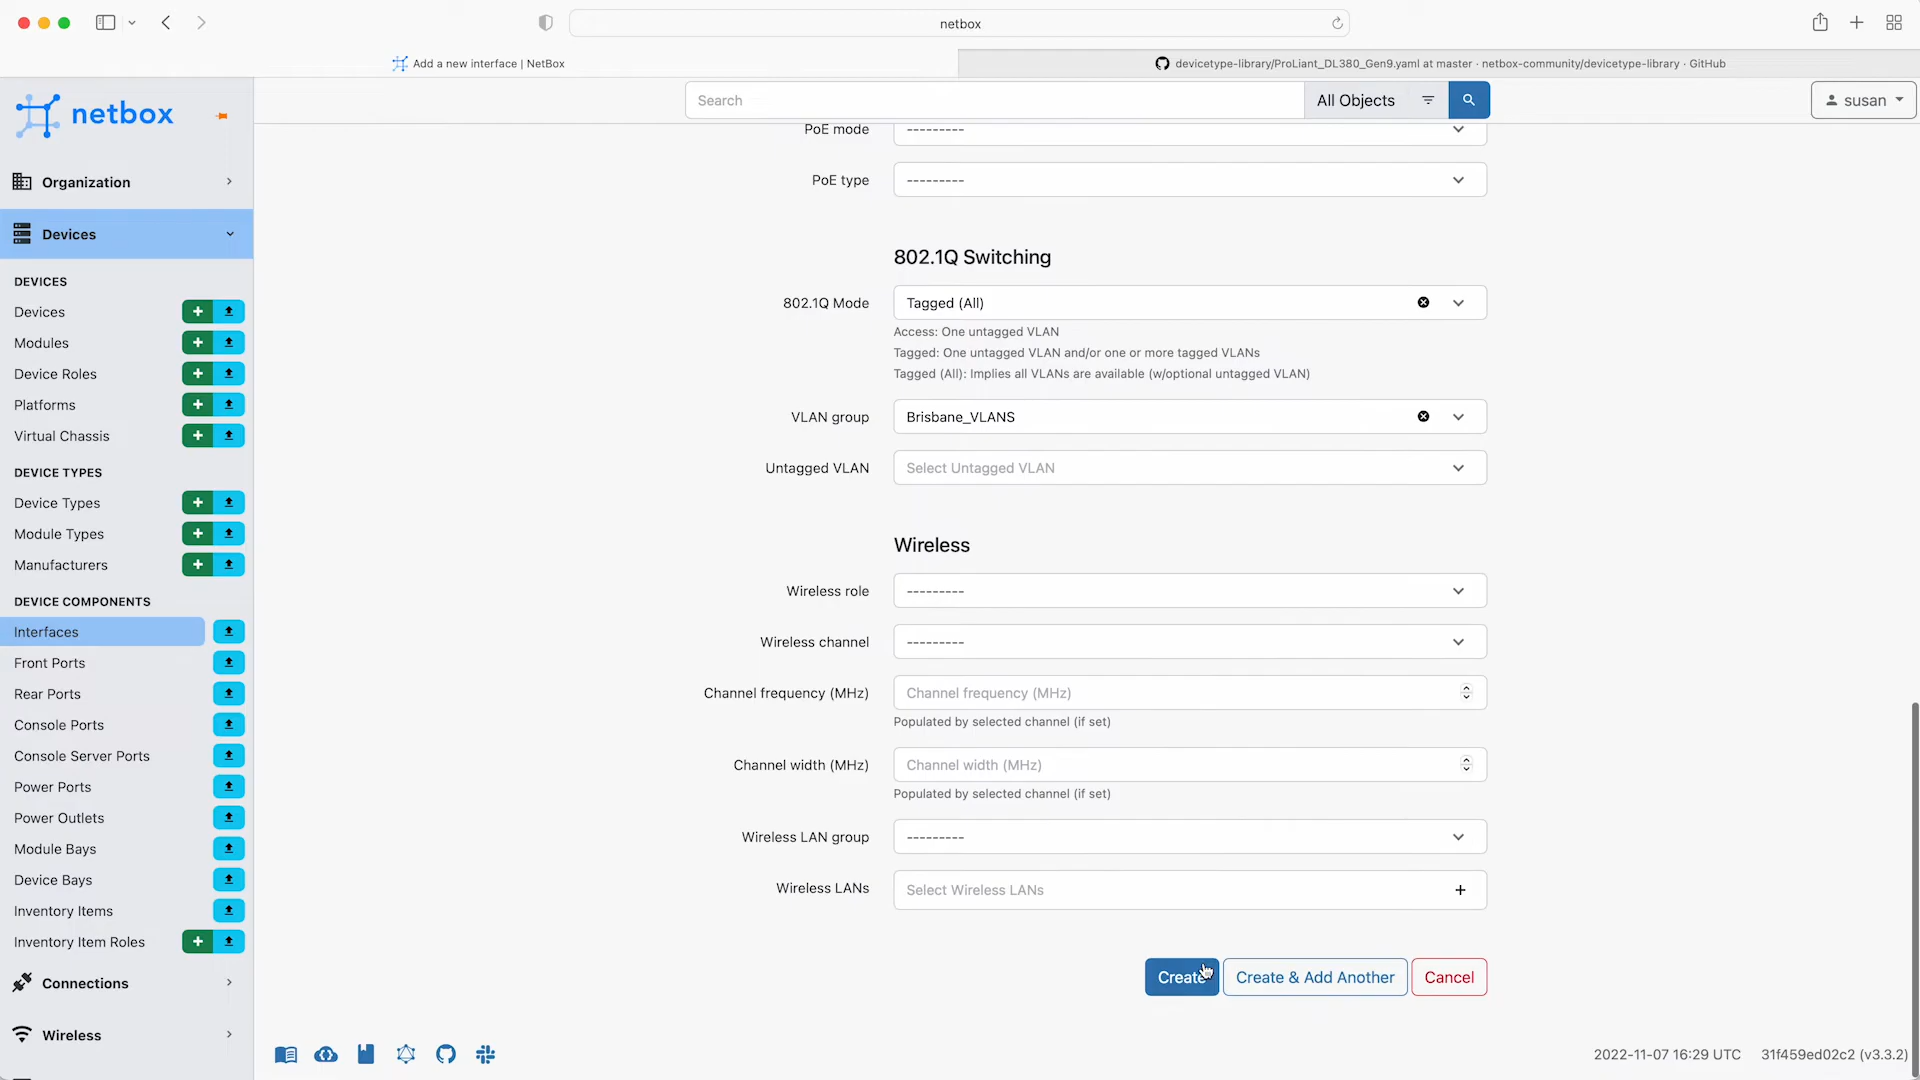 netbox
Add a new interface | NetBox
devicetype-library/ProLiant_DL380_Gen9.yaml at master · netbox-community/devicetype-library · GitHub
netbox
Search
All Objects
susan
Organization
Devices
DEVICES
Devices
Modules
Device Roles
Platforms
Virtual Chassis
DEVICE TYPES
Device Types
Module Types
Manufacturers
DEVICE COMPONENTS
Interfaces
Front Ports
Rear Ports
Console Ports
Console Server Ports
Power Ports
Power Outlets
Module Bays
Device Bays
Inventory Items
Inventory Item Roles
Connections
Wireless
PoE mode ---------
PoE type ---------
802.1Q Switching
802.1Q Mode Tagged (All)
Access: One untagged VLAN
Tagged: One untagged VLAN and/or one or more tagged VLANs
Tagged (All): Implies all VLANs are available (w/optional untagged VLAN)
VLAN group Brisbane_VLANS
Untagged VLAN Select Untagged VLAN
Wireless
Wireless role ---------
Wireless channel ---------
Channel frequency (MHz) Channel frequency (MHz)
Populated by selected channel (if set)
Channel width (MHz) Channel width (MHz)
Populated by selected channel (if set)
Wireless LAN group ---------
Wireless LANs Select Wireless LANs
Create Create & Add Another Cancel
2022-11-07 16:29 UTC 31f459ed02c2 (v3.3.2)